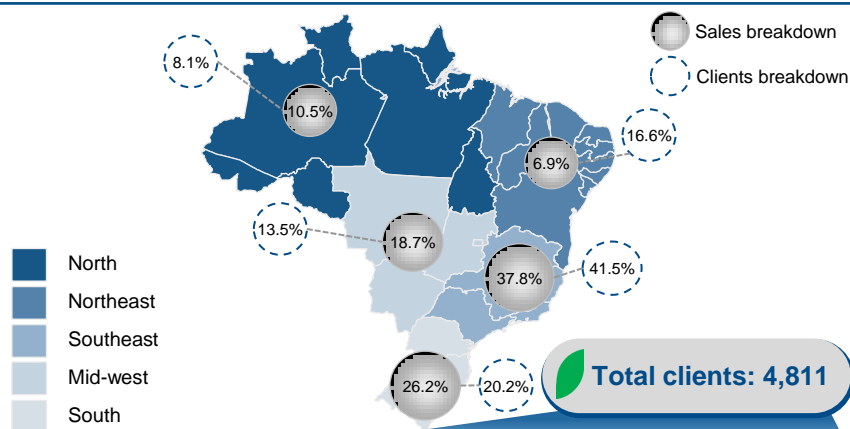 Sales breakdown
Clients breakdown
8.1%
10.5%
16.6%
6.9%
13.5%
18.7%
37.8%
41.5%
26.2%
20.2%
North
Northeast
Southeast
Mid-west
South
Total clients: 4,811